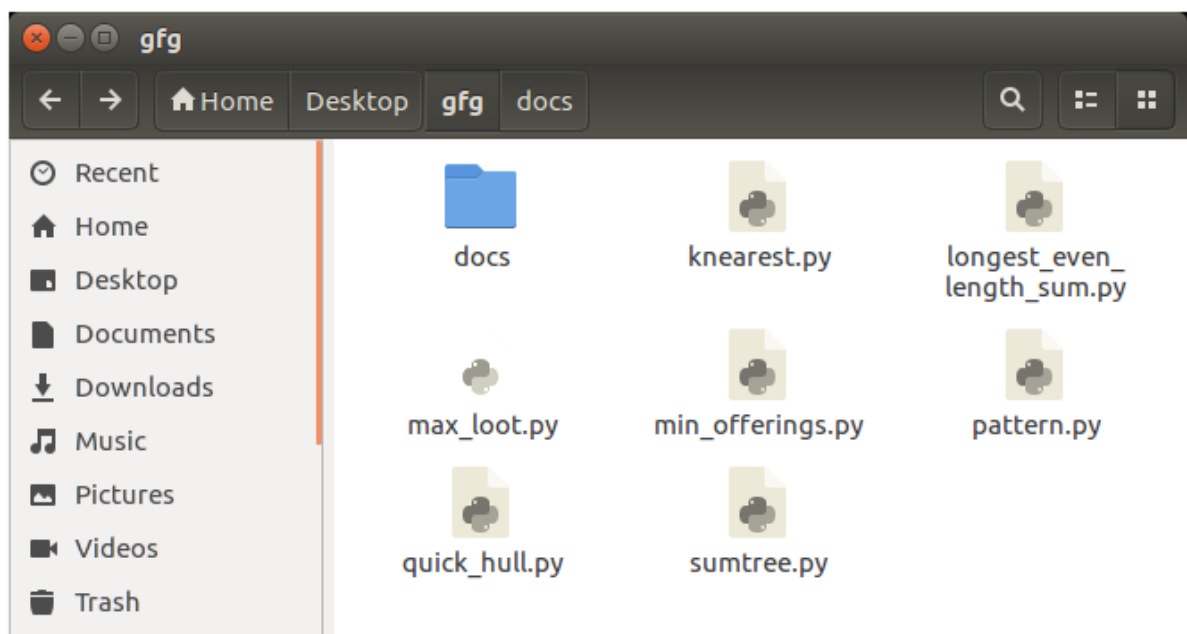 gfg
Home Desktop gfg docs
Recent
Home
Desktop
Documents
Downloads
Music
Pictures
Videos
Trash
docs
knearest.py
longest_even_
length_sum.py
max_loot.py
min_offerings.py
pattern.py
quick_hull.py
sumtree.py